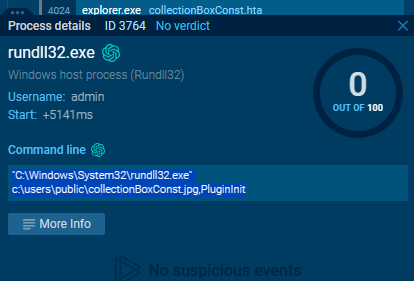 4024 explorer.exe collectionBoxConst.hta
Process details ID 3764 No verdict
rundll32.exe
Windows host process (Rundll32)
Username: admin
Start: +5141ms
0
OUT OF 100
Command line
"C:\Windows\System32\rundll32.exe"
c:\users\public\collectionBoxConst.jpg,PluginInit
More Info
No suspicious events